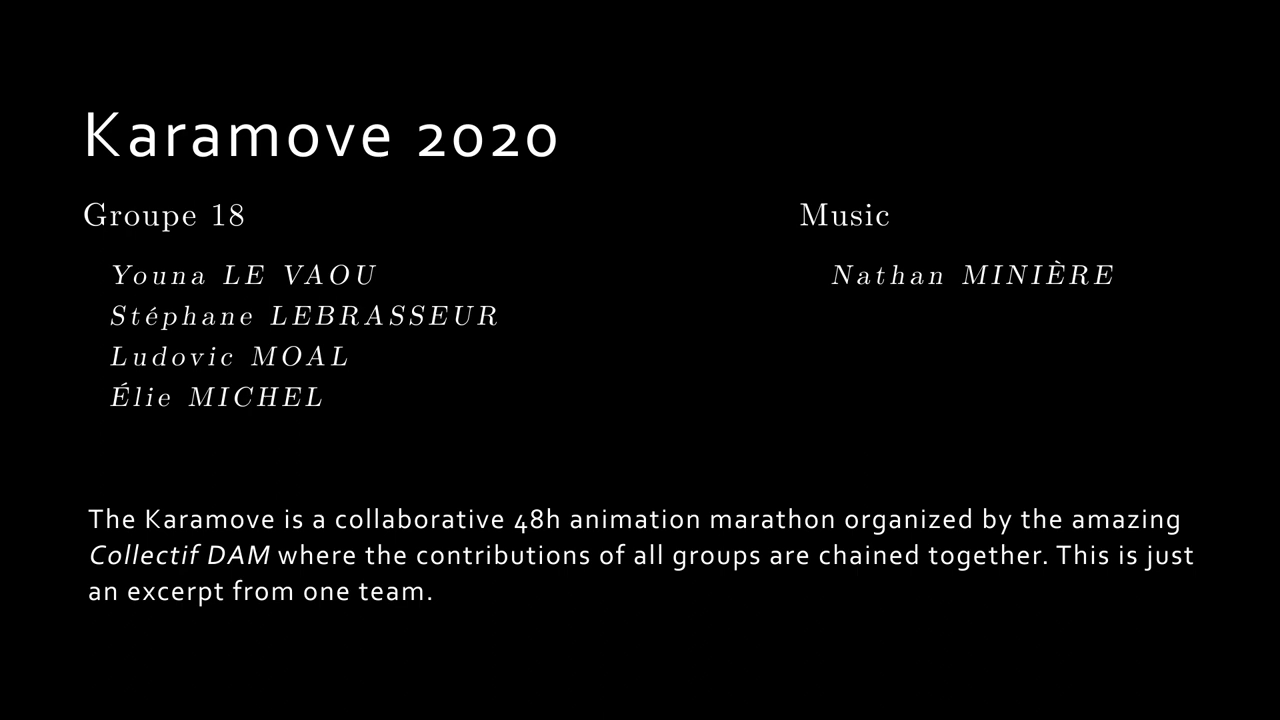 Karamove 2020
Groupe 18
Youna LE VAOU
Stéphane LEBRASSEUR
Ludovic MOAL
Élie MICHEL
Music
Nathan MINIÈRE
The Karamove is a collaborative 48h animation marathon organized by the amazing
Collectif DAM where the contributions of all groups are chained together. This is just
an excerpt from one team.